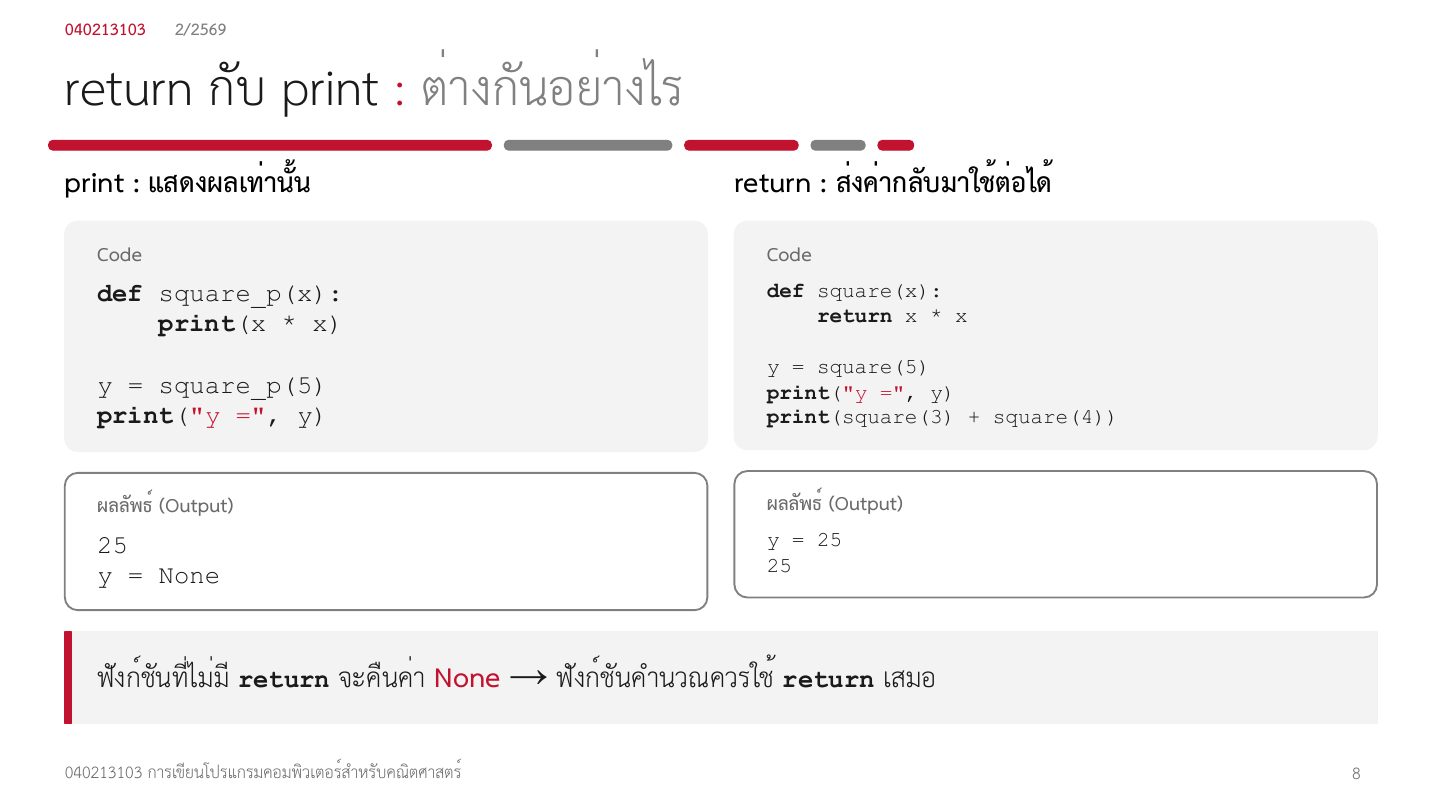 040213103 2/2569
return กับ print : ต่างกันอย่างไร
print : แสดงผลเท่านั้น
Code
def square_p(x):
    print(x * x)
y = square_p(5)
print("y =", y)
ผลลัพธ์ (Output)
25
y = None
return : ส่งค่ากลับมาใช้ต่อได้
Code
def square(x):
    return x * x
y = square(5)
print("y =", y)
print(square(3) + square(4))
ผลลัพธ์ (Output)
y = 25
25
ฟังก์ชันที่ไม่มี return จะคืนค่า None ⟶ ฟังก์ชันคำนวณควรใช้ return เสมอ
040213103 การเขียนโปรแกรมคอมพิวเตอร์สำหรับคณิตศาสตร์ 8